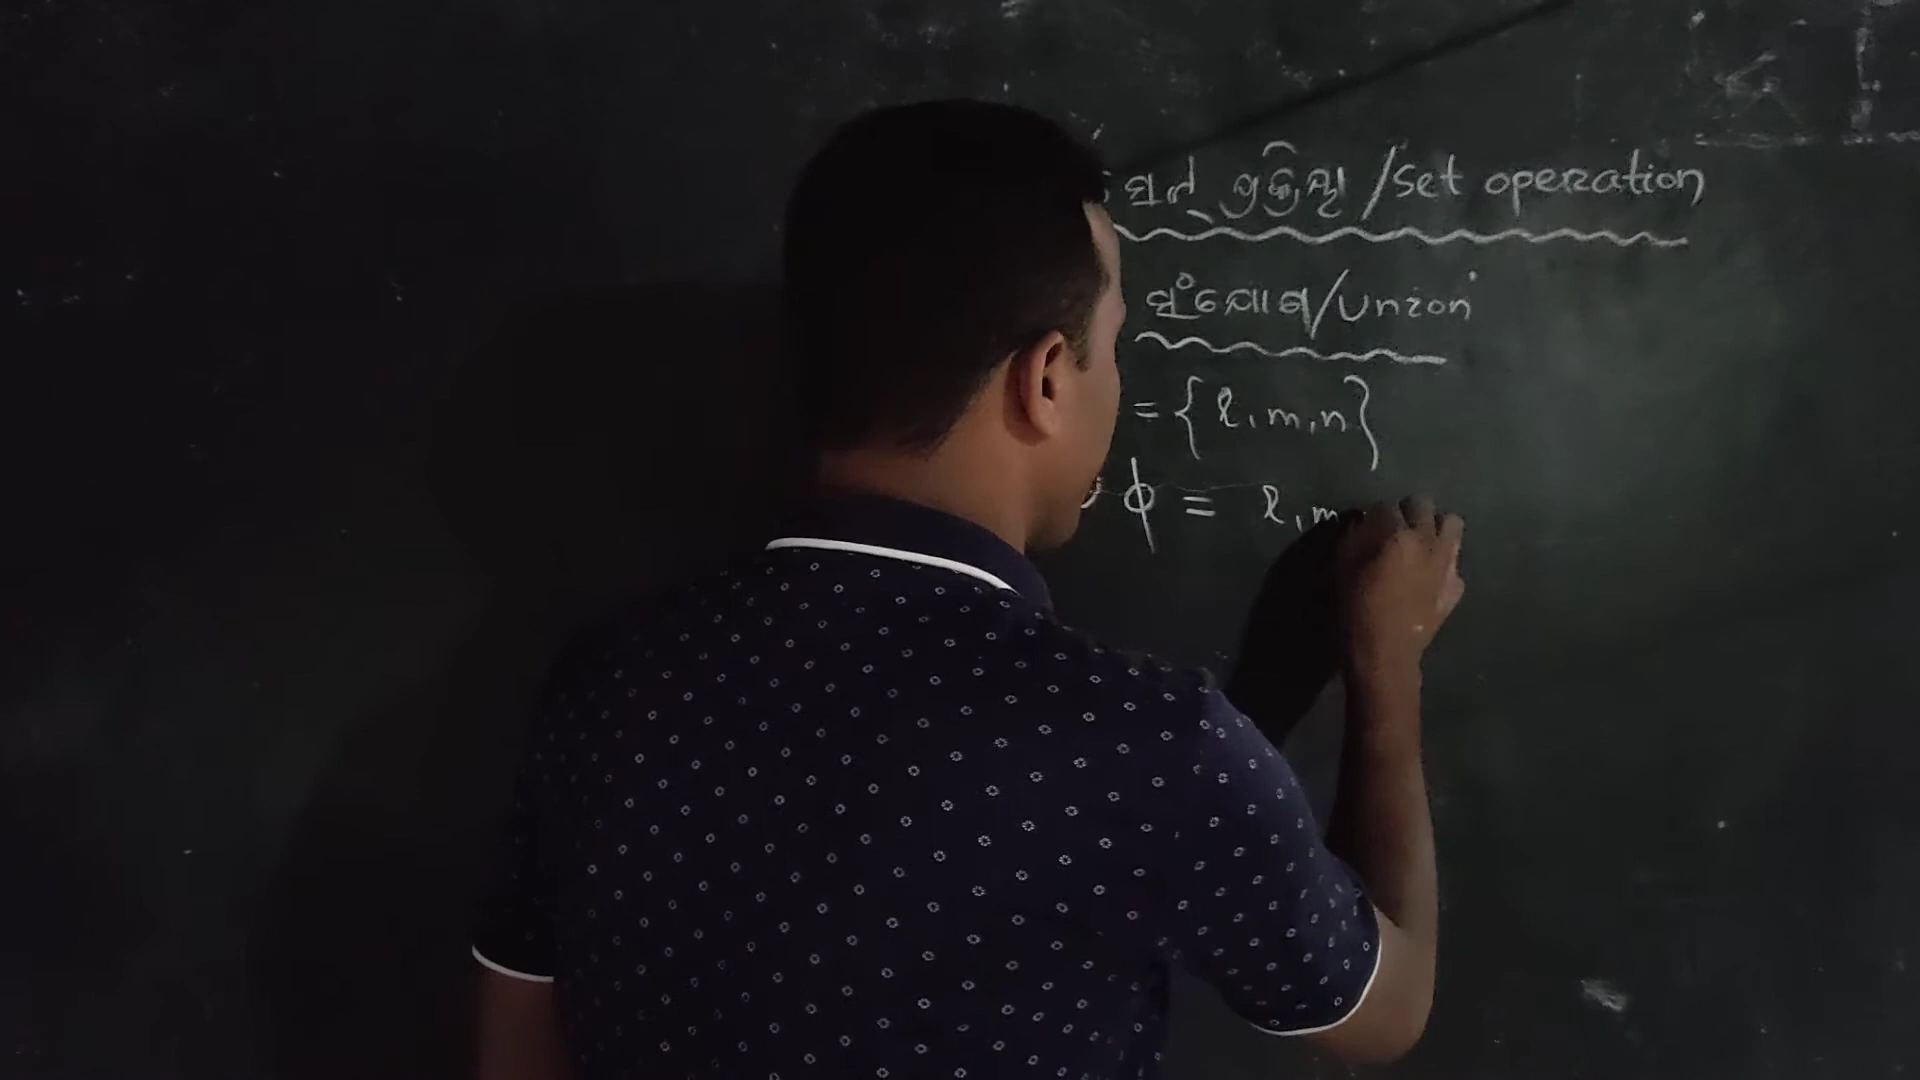 ସେଟ୍ ପ୍ରକ୍ରିୟା /Set operation
ସଂଯୋଗ/Union
= {l, m, n}
∪ ϕ = l, m